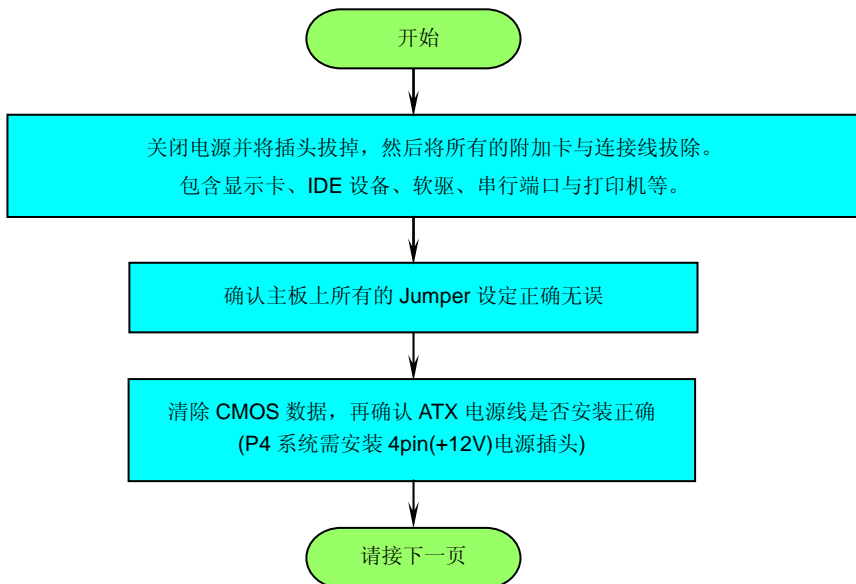 开始
关闭电源并将插头拔掉，然后将所有的附加卡与连接线拔除。
包含显示卡、IDE 设备、软驱、串行端口与打印机等。
确认主板上所有的 Jumper 设定正确无误
清除 CMOS 数据，再确认 ATX 电源线是否安装正确
(P4 系统需安装 4pin(+12V)电源插头)
请接下一页